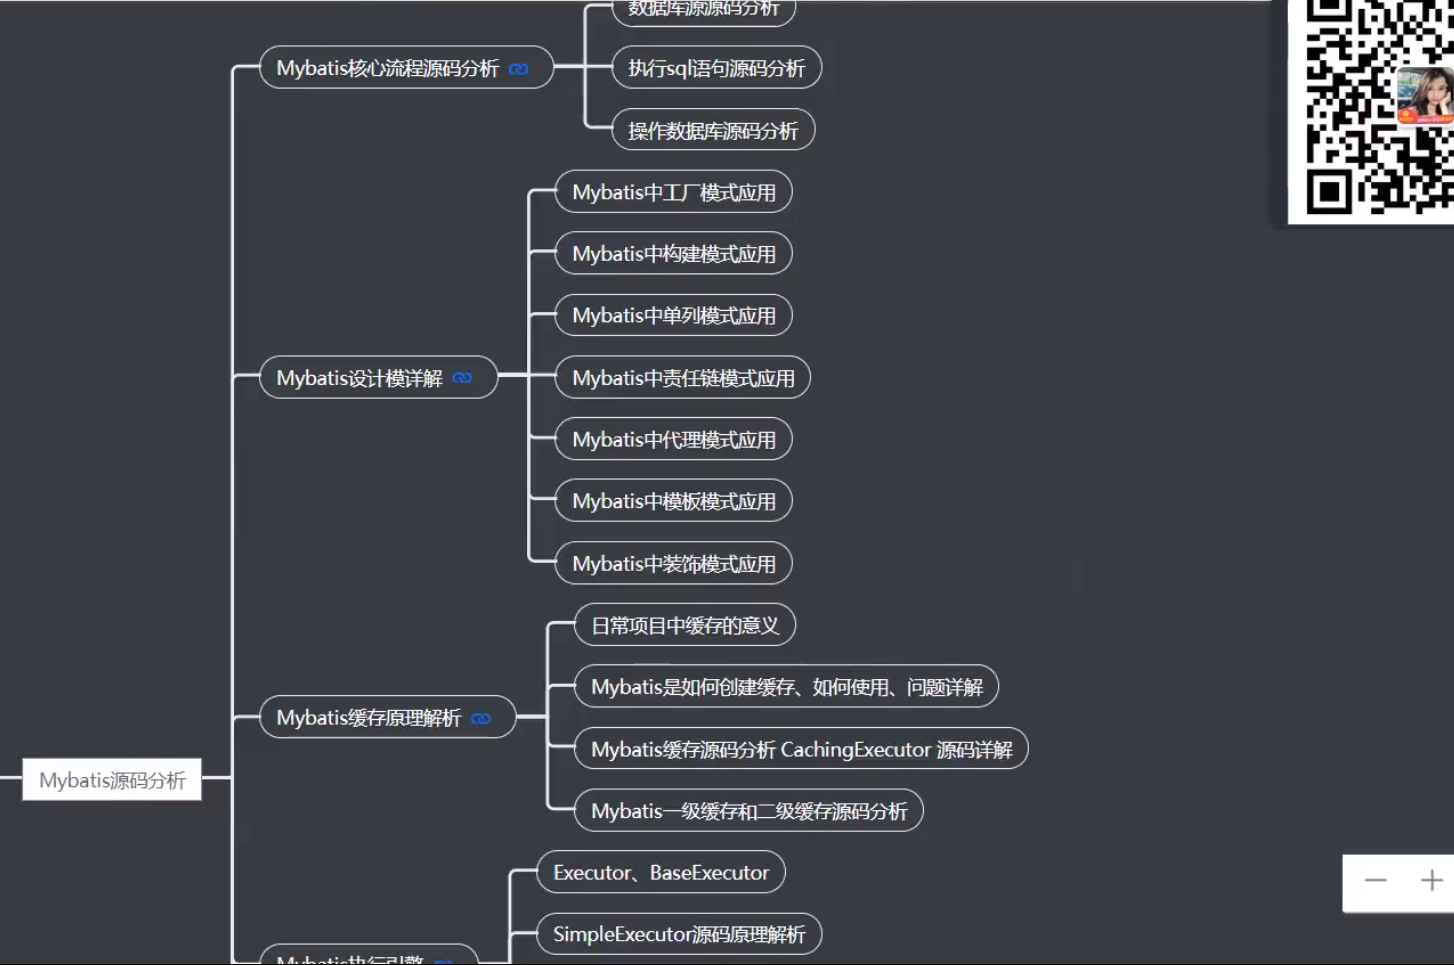 数据库源源码分析
Mybatis核心流程源码分析
执行sql语句源码分析
操作数据库源码分析
Mybatis中工厂模式应用
Mybatis中构建模式应用
Mybatis中单列模式应用
Mybatis设计模详解
Mybatis中责任链模式应用
Mybatis中代理模式应用
Mybatis中模板模式应用
Mybatis中装饰模式应用
日常项目中缓存的意义
Mybatis是如何创建缓存、如何使用、问题详解
Mybatis缓存原理解析
Mybatis缓存源码分析 CachingExecutor 源码详解
Mybatis源码分析
Mybatis一级缓存和二级缓存源码分析
Executor、BaseExecutor
SimpleExecutor源码原理解析
Mybatis执行引擎